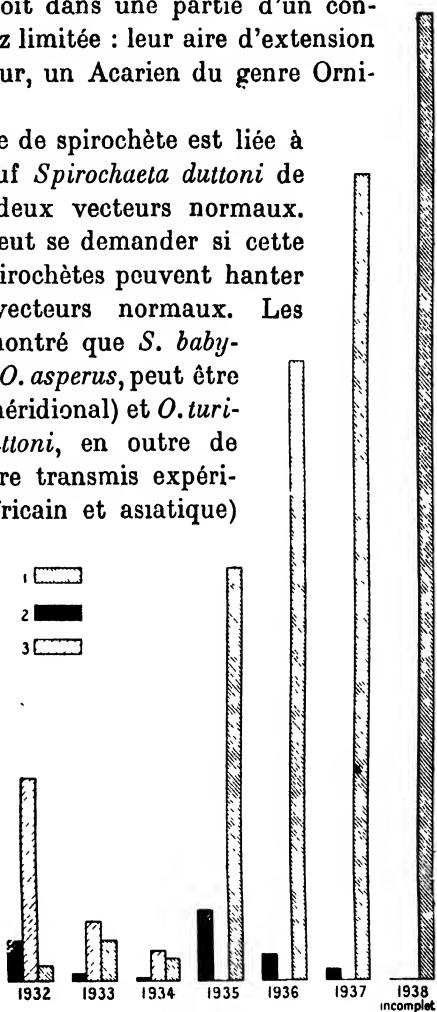 oit dans une partie d'un con-
z limitée : leur aire d'extension
ur, un Acarien du genre Orni-
e de spirochète est liée à
uf Spirochaeta duttoni de
deux vecteurs normaux.
eut se demander si cette
irochètes peuvent hanter
vecteurs normaux. Les
montré que S. baby-
O. asperus, peut être
méridional) et O. turi-
uttoni, en outre de
re transmis expéri-
ricain et asiatique)
1
2
3
1932 1933 1934 1935 1936 1937 1938
incomplet